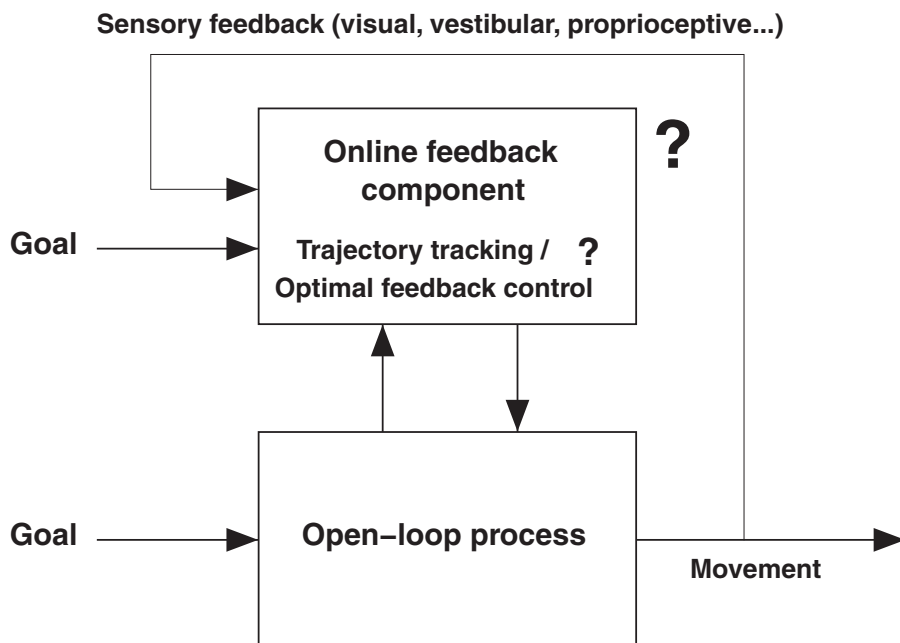 Sensory feedback (visual, vestibular, proprioceptive...)
Online feedback
component
?
Goal
Trajectory tracking / ?
Optimal feedback control
Goal
Open−loop process
Movement